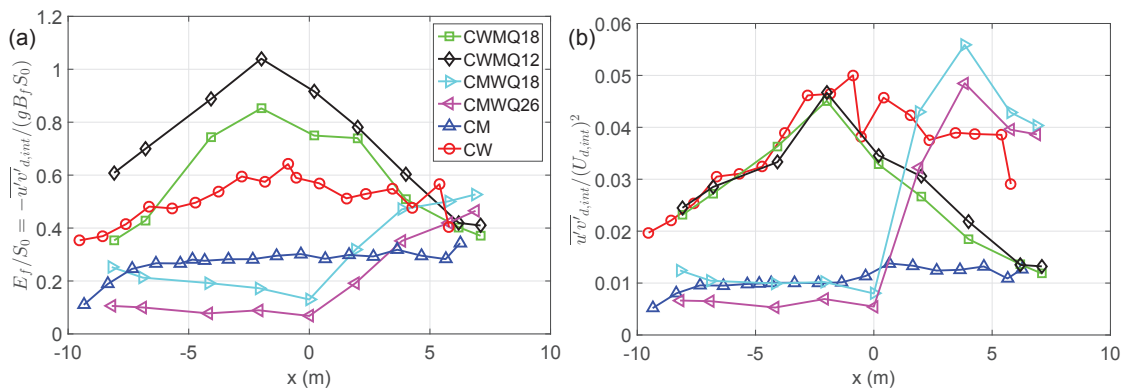 (a)
E_f/S_0 = −\overline{u′v′}_{d,int}/(gB_fS_0)
1.2
1
0.8
0.6
0.4
0.2
0
-10 -5 0 5 10
x (m)
CWMQ18
CWMQ12
CMWQ18
CMWQ26
CM
CW
(b)
\overline{u′v′}_{d,int}/(U_{d,int})^2
0.06
0.05
0.04
0.03
0.02
0.01
0
-10 -5 0 5 10
x (m)